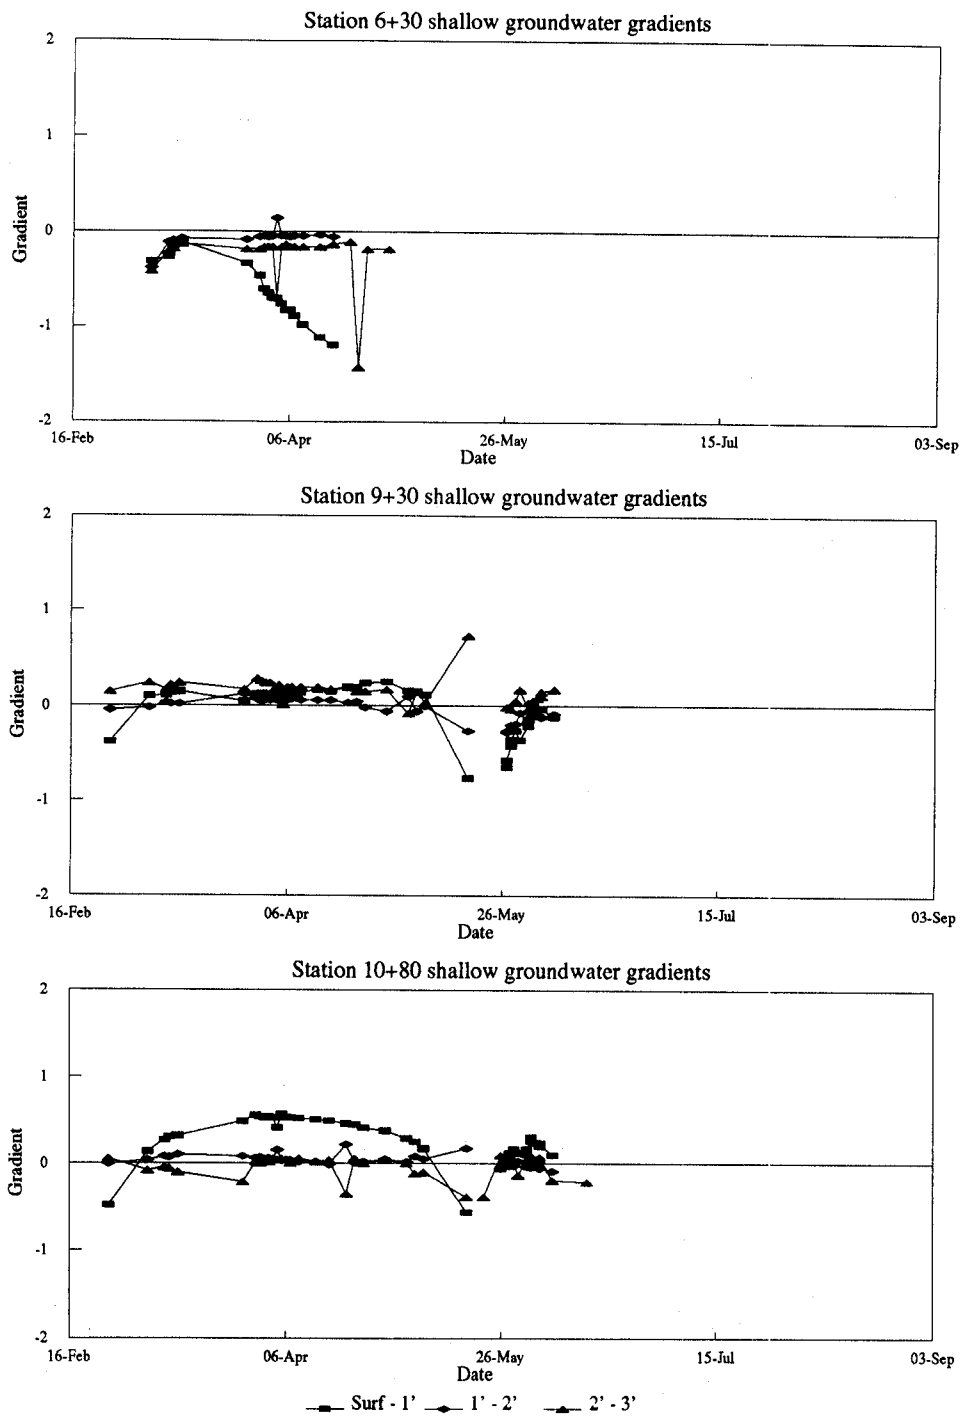 Station 6+30 shallow groundwater gradients
2
1
0
-1
-2
Gradient
16-Feb 06-Apr 26-May 15-Jul 03-Sep
Date
Station 9+30 shallow groundwater gradients
2
1
0
-1
-2
Gradient
16-Feb 06-Apr 26-May 15-Jul 03-Sep
Date
Station 10+80 shallow groundwater gradients
2
1
0
-1
-2
Gradient
16-Feb 06-Apr 26-May 15-Jul 03-Sep
Date
Surf - 1' 1' - 2' 2' - 3'